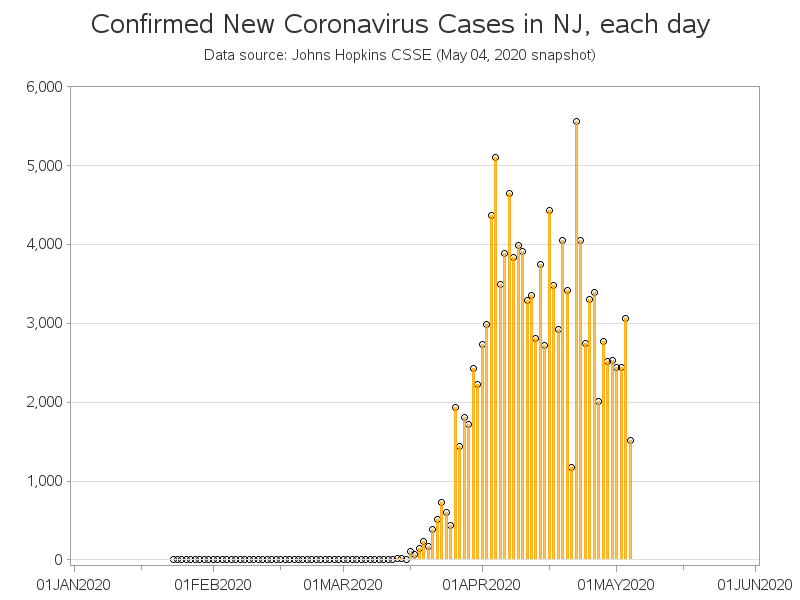 Confirmed New Coronavirus Cases in NJ, each day
Data source: Johns Hopkins CSSE (May 04, 2020 snapshot)
6,000
5,000
4,000
3,000
2,000
1,000
0
01JAN2020 01FEB2020 01MAR2020 01APR2020 01MAY2020 01JUN2020